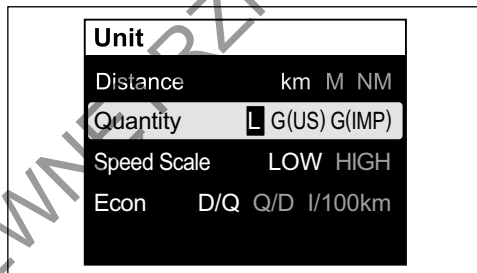 Unit
Distance km M NM
Quantity L G(US) G(IMP)
Speed Scale LOW HIGH
Econ D/Q Q/D l/100km